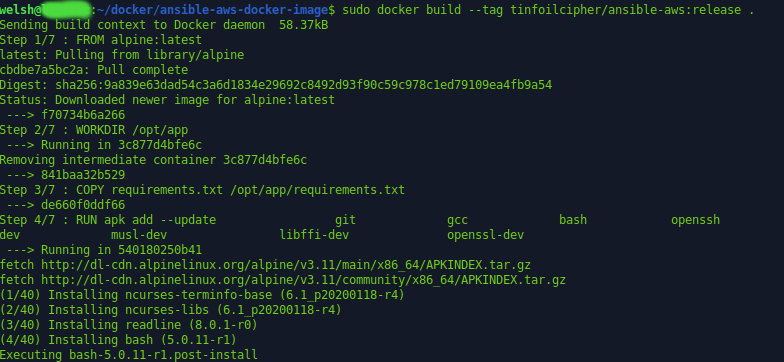 welsh@:~/docker/ansible-aws-docker-image$ sudo docker build --tag tinfoilcipher/ansible-aws:release .
Sending build context to Docker daemon  58.37kB
Step 1/7 : FROM alpine:latest
latest: Pulling from library/alpine
cbdbe7a5bc2a: Pull complete
Digest: sha256:9a839e63dad54c3a6d1834e29692c8492d93f90c59c978c1ed79109ea4fb9a54
Status: Downloaded newer image for alpine:latest
 ---> f70734b6a266
Step 2/7 : WORKDIR /opt/app
 ---> Running in 3c877d4bfe6c
Removing intermediate container 3c877d4bfe6c
 ---> 841baa32b529
Step 3/7 : COPY requirements.txt /opt/app/requirements.txt
 ---> de660f0ddf66
Step 4/7 : RUN apk add --update                 git             gcc             bash            openssh
dev             musl-dev                libffi-dev              openssl-dev
 ---> Running in 540180250b41
fetch http://dl-cdn.alpinelinux.org/alpine/v3.11/main/x86_64/APKINDEX.tar.gz
fetch http://dl-cdn.alpinelinux.org/alpine/v3.11/community/x86_64/APKINDEX.tar.gz
(1/40) Installing ncurses-terminfo-base (6.1_p20200118-r4)
(2/40) Installing ncurses-libs (6.1_p20200118-r4)
(3/40) Installing readline (8.0.1-r0)
(4/40) Installing bash (5.0.11-r1)
Executing bash-5.0.11-r1.post-install